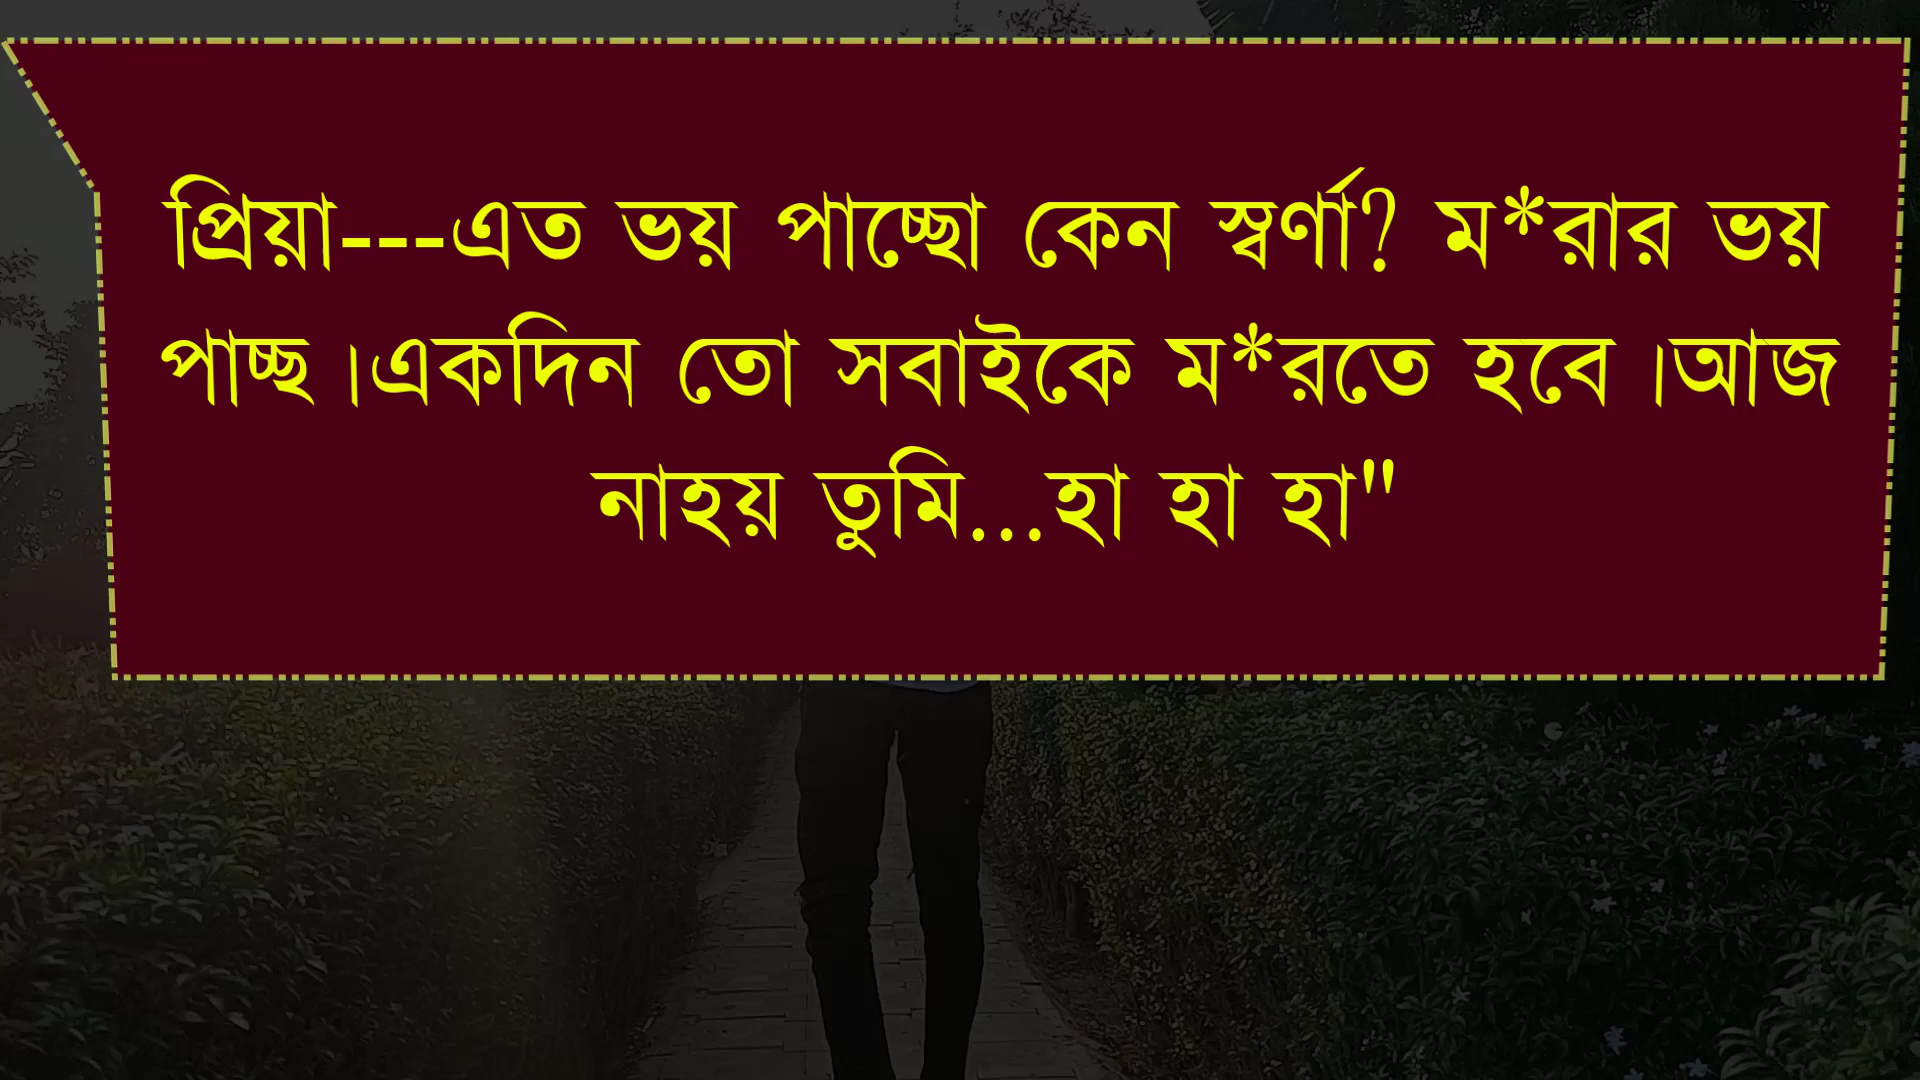 প্রিয়া---এত ভয় পাচ্ছো কেন স্বর্ণা? ম*রার ভয়
পাচ্ছ।একদিন তো সবাইকে ম*রতে হবে।আজ
নাহয় তুমি...হা হা হা"